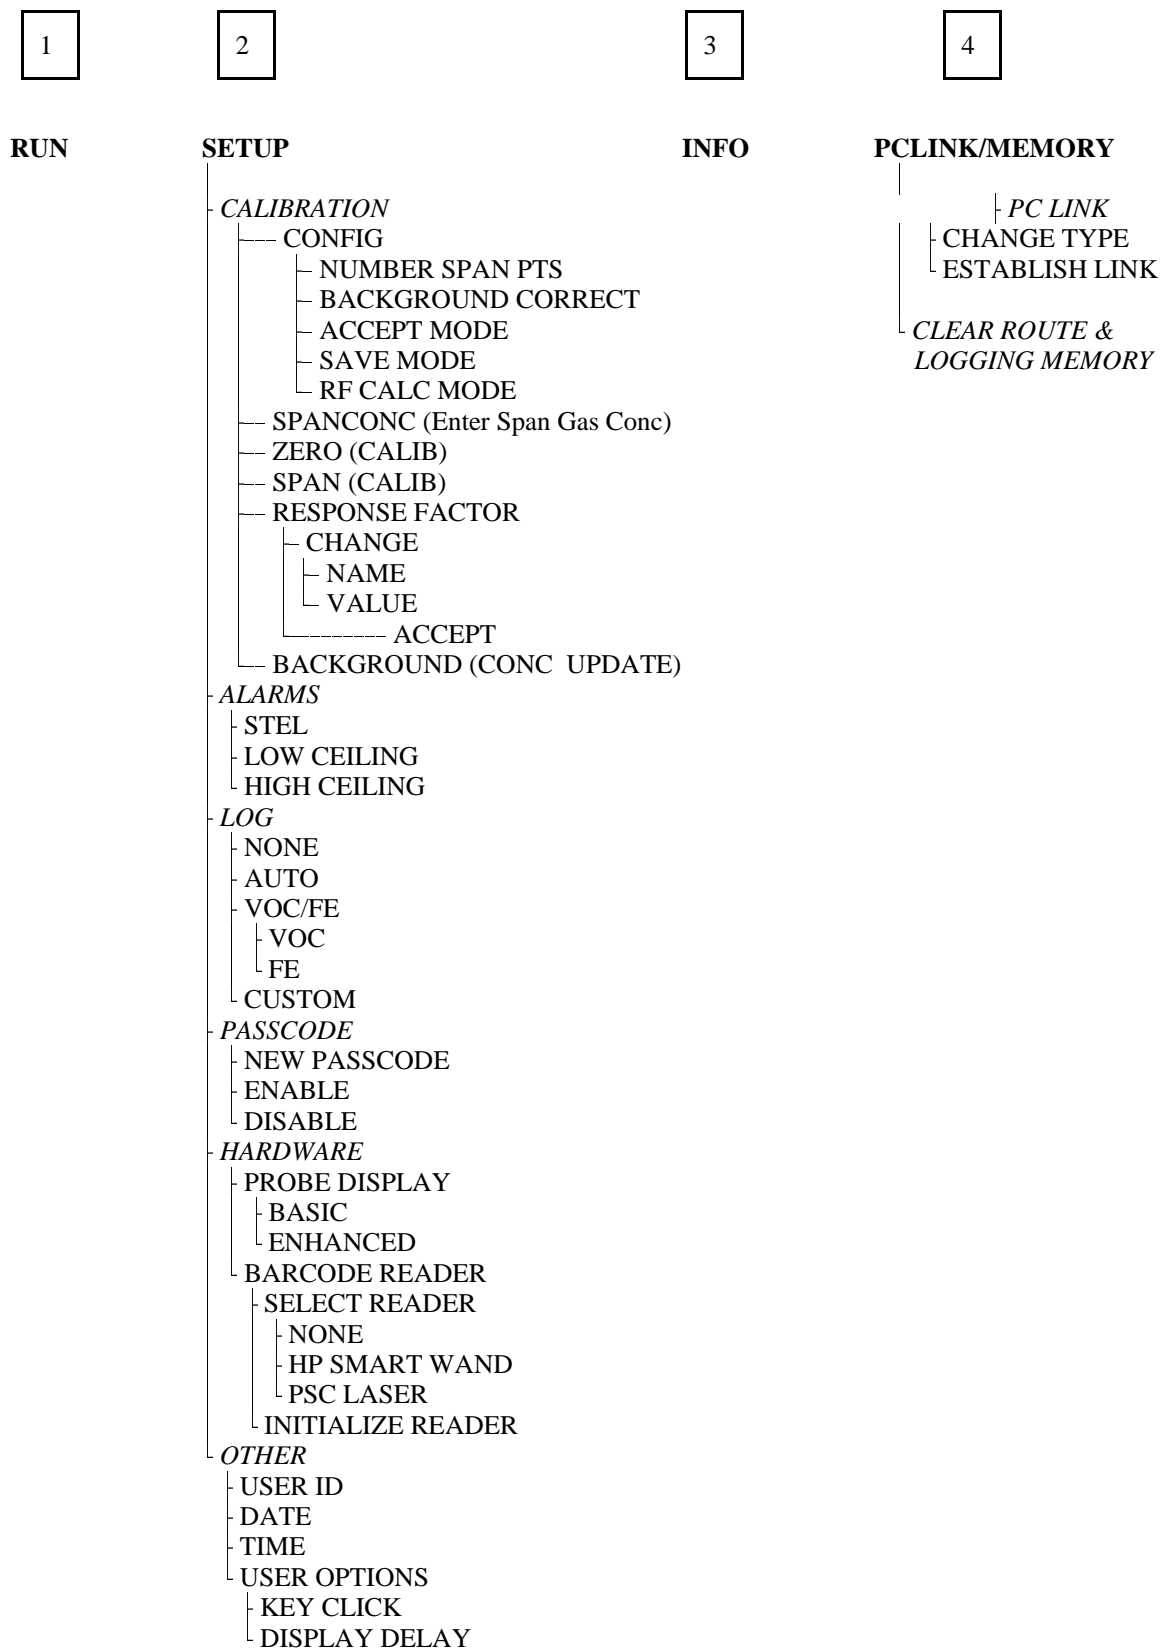 1 2 3 4
RUN SETUP INFO PCLINK/MEMORY
CALIBRATION PC LINK
CONFIG CHANGE TYPE
NUMBER SPAN PTS ESTABLISH LINK
BACKGROUND CORRECT
ACCEPT MODE CLEAR ROUTE &
SAVE MODE LOGGING MEMORY
RF CALC MODE
SPANCONC (Enter Span Gas Conc)
ZERO (CALIB)
SPAN (CALIB)
RESPONSE FACTOR
CHANGE
NAME
VALUE
ACCEPT
BACKGROUND (CONC UPDATE)
ALARMS
STEL
LOW CEILING
HIGH CEILING
LOG
NONE
AUTO
VOC/FE
VOC
FE
CUSTOM
PASSCODE
NEW PASSCODE
ENABLE
DISABLE
HARDWARE
PROBE DISPLAY
BASIC
ENHANCED
BARCODE READER
SELECT READER
NONE
HP SMART WAND
PSC LASER
INITIALIZE READER
OTHER
USER ID
DATE
TIME
USER OPTIONS
KEY CLICK
DISPLAY DELAY